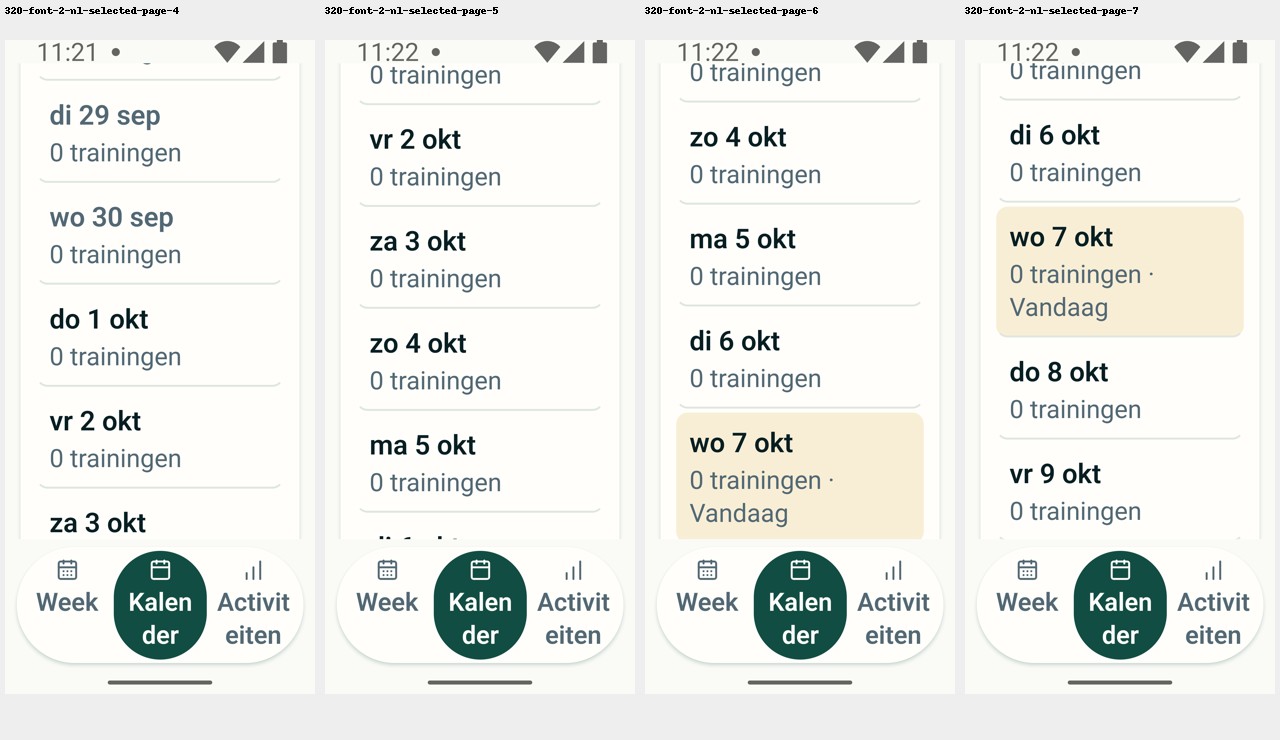 320-font-2-nl-selected-page-4
11:21
di 29 sep
0 trainingen
wo 30 sep
0 trainingen
do 1 okt
0 trainingen
vr 2 okt
0 trainingen
za 3 okt
Week
Kalen
der
Activit
eiten
320-font-2-nl-selected-page-5
11:22
0 trainingen
vr 2 okt
0 trainingen
za 3 okt
0 trainingen
zo 4 okt
0 trainingen
ma 5 okt
0 trainingen
Week
Kalen
der
Activit
eiten
320-font-2-nl-selected-page-6
11:22
0 trainingen
zo 4 okt
0 trainingen
ma 5 okt
0 trainingen
di 6 okt
0 trainingen
wo 7 okt
0 trainingen ·
Vandaag
Week
Kalen
der
Activit
eiten
320-font-2-nl-selected-page-7
11:22
0 trainingen
di 6 okt
0 trainingen
wo 7 okt
0 trainingen ·
Vandaag
do 8 okt
0 trainingen
vr 9 okt
0 trainingen
Week
Kalen
der
Activit
eiten